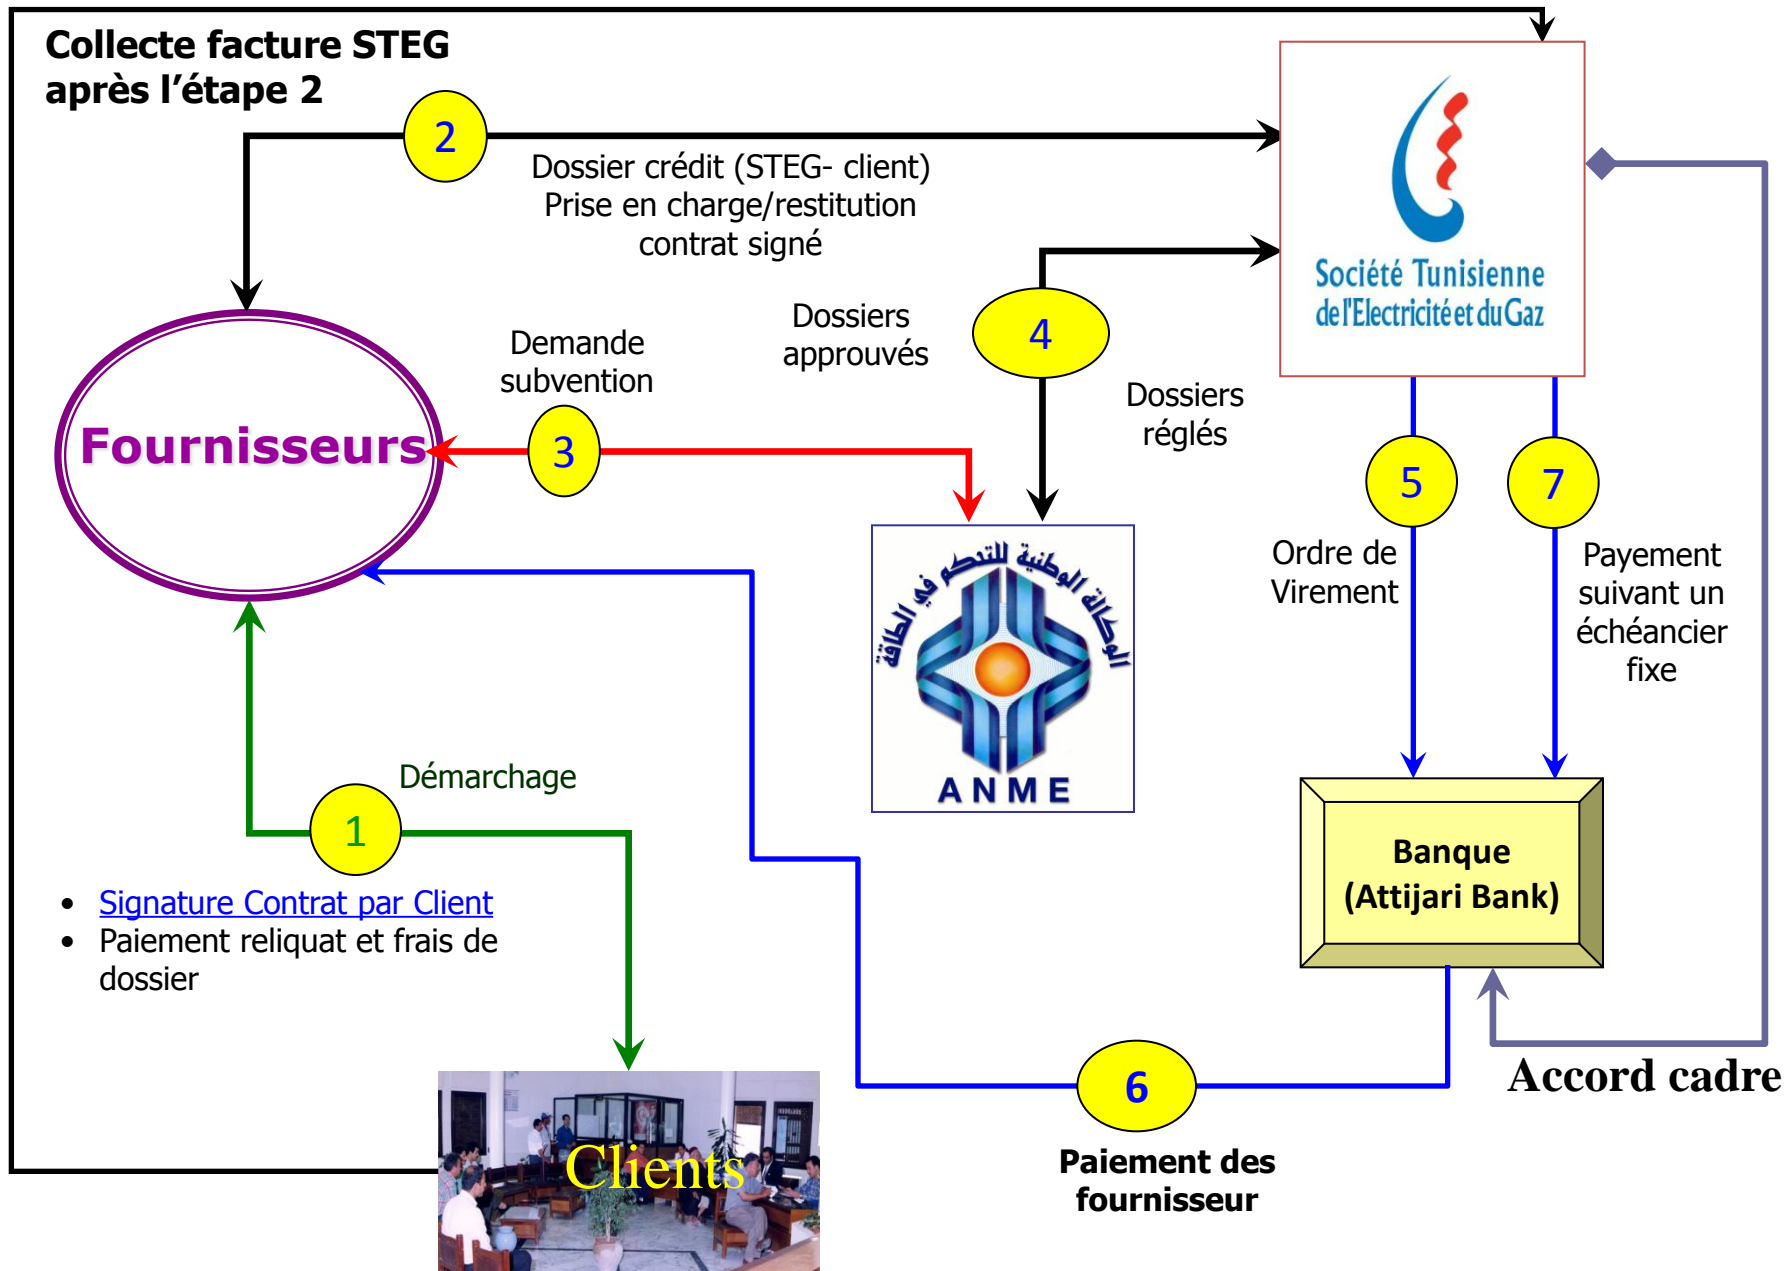 Collecte facture STEG
après l’étape 2
2
Dossier crédit (STEG- client)
Prise en charge/restitution
contrat signé
Société Tunisienne
de l'Electricité et du Gaz
Dossiers
approuvés
4
Dossiers
réglés
Demande
subvention
3
Fournisseurs
5
7
Ordre de
Virement
Payement
suivant un
échéancier
fixe
الوكالة الوطنية للتحكم في الطاقة
ANME
Démarchage
1
• Signature Contrat par Client
• Paiement reliquat et frais de
dossier
Banque
(Attijari Bank)
6
Accord cadre
Paiement des
fournisseur
Clients